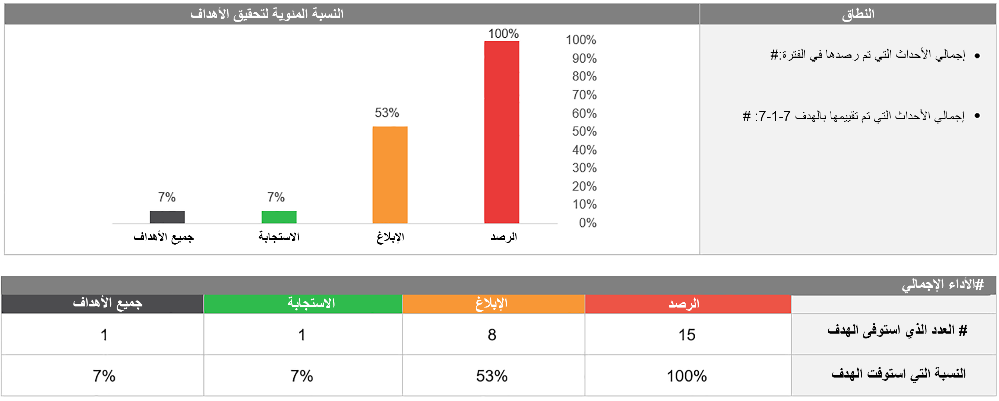 النطاق
النسبة المئوية لتحقيق الأهداف
• إجمالي الأحداث التي تم رصدها في الفترة:#
• إجمالي الأحداث التي تم تقييمها بالهدف 7-1-7: #
100%
90%
80%
70%
60%
50%
40%
30%
20%
10%
0%
100%
53%
7%
7%
الرصد
الإبلاغ
الاستجابة
جميع الأهداف
#الأداء الإجمالي
الرصد
الإبلاغ
الاستجابة
جميع الأهداف
# العدد الذي استوفى الهدف
15
8
1
1
النسبة التي استوفت الهدف
100%
53%
7%
7%